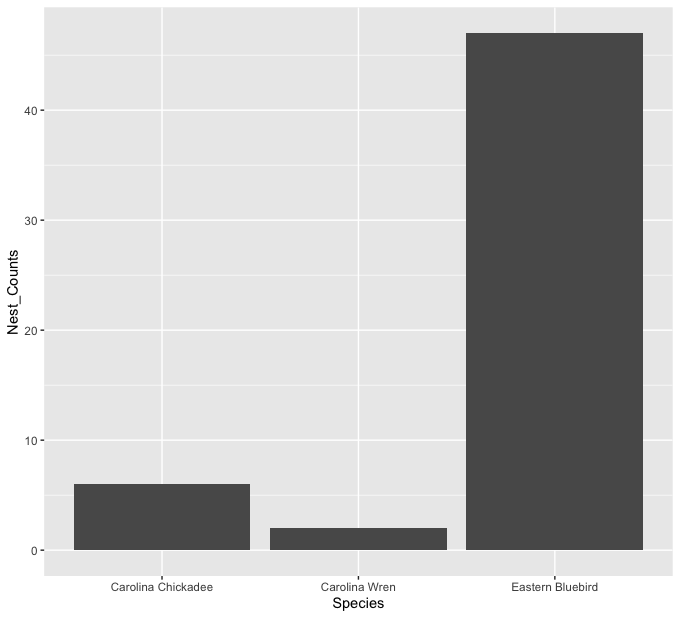 Nest_Counts
40
30
20
10
0
Carolina Chickadee
Carolina Wren
Eastern Bluebird
Species